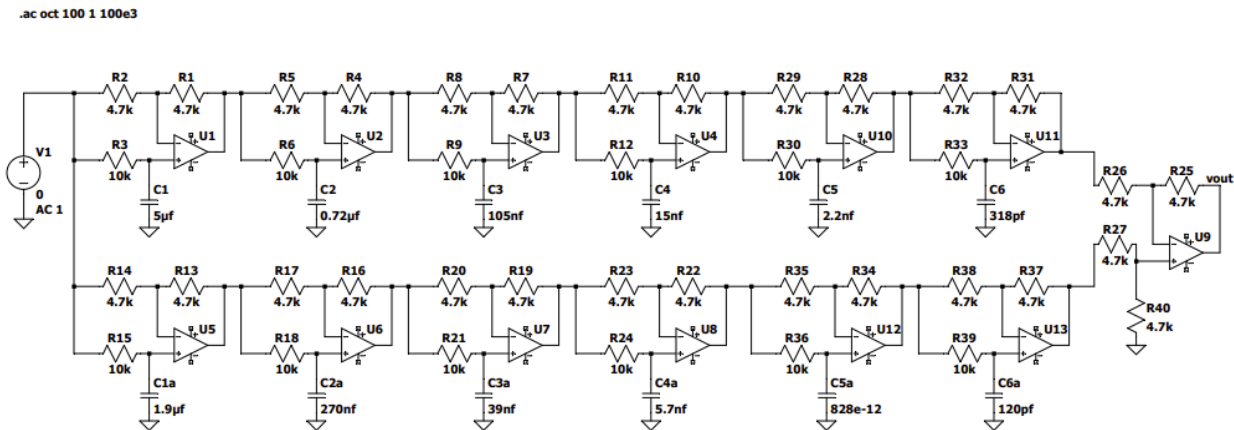 .ac oct 100 1 100e3
R2 R1 R5 R4 R8 R7 R11 R10 R29 R28 R32 R31
4.7k 4.7k 4.7k 4.7k 4.7k 4.7k 4.7k 4.7k 4.7k 4.7k 4.7k 4.7k
R3 U1 R6 U2 R9 U3 R12 U4 R30 U10 R33 U11
10k 10k 10k 10k 10k 10k
V1
0
AC 1
C1 C2 C3 C4 C5 C6
5µf 0.72µf 105nf 15nf 2.2nf 318pf
R26 R25 vout
4.7k 4.7k
R27 U9
4.7k
R40
4.7k
R14 R13 R17 R16 R20 R19 R23 R22 R35 R34 R38 R37
4.7k 4.7k 4.7k 4.7k 4.7k 4.7k 4.7k 4.7k 4.7k 4.7k 4.7k 4.7k
R15 U5 R18 U6 R21 U7 R24 U8 R36 U12 R39 U13
10k 10k 10k 10k 10k 10k
C1a C2a C3a C4a C5a C6a
1.9µf 270nf 39nf 5.7nf 828e-12 120pf